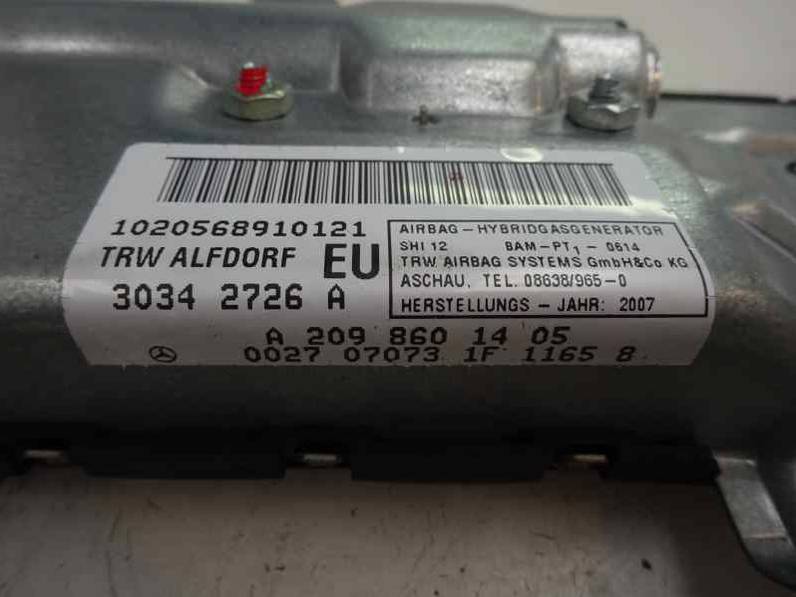 1020568910121
TRW ALFDORF EU
30342 2726 A
AIRBAG - HYBRIDGASGENERATOR
SHI 12 BAM-PT1 - 0614
TRW AIRBAG SYSTEMS GmbH&Co KG
ASCHAU, TEL. 08638/965-0
HERSTELLUNGS - JAHR: 2007
A 209 860 14 05
0027 07073 1F 1165 8